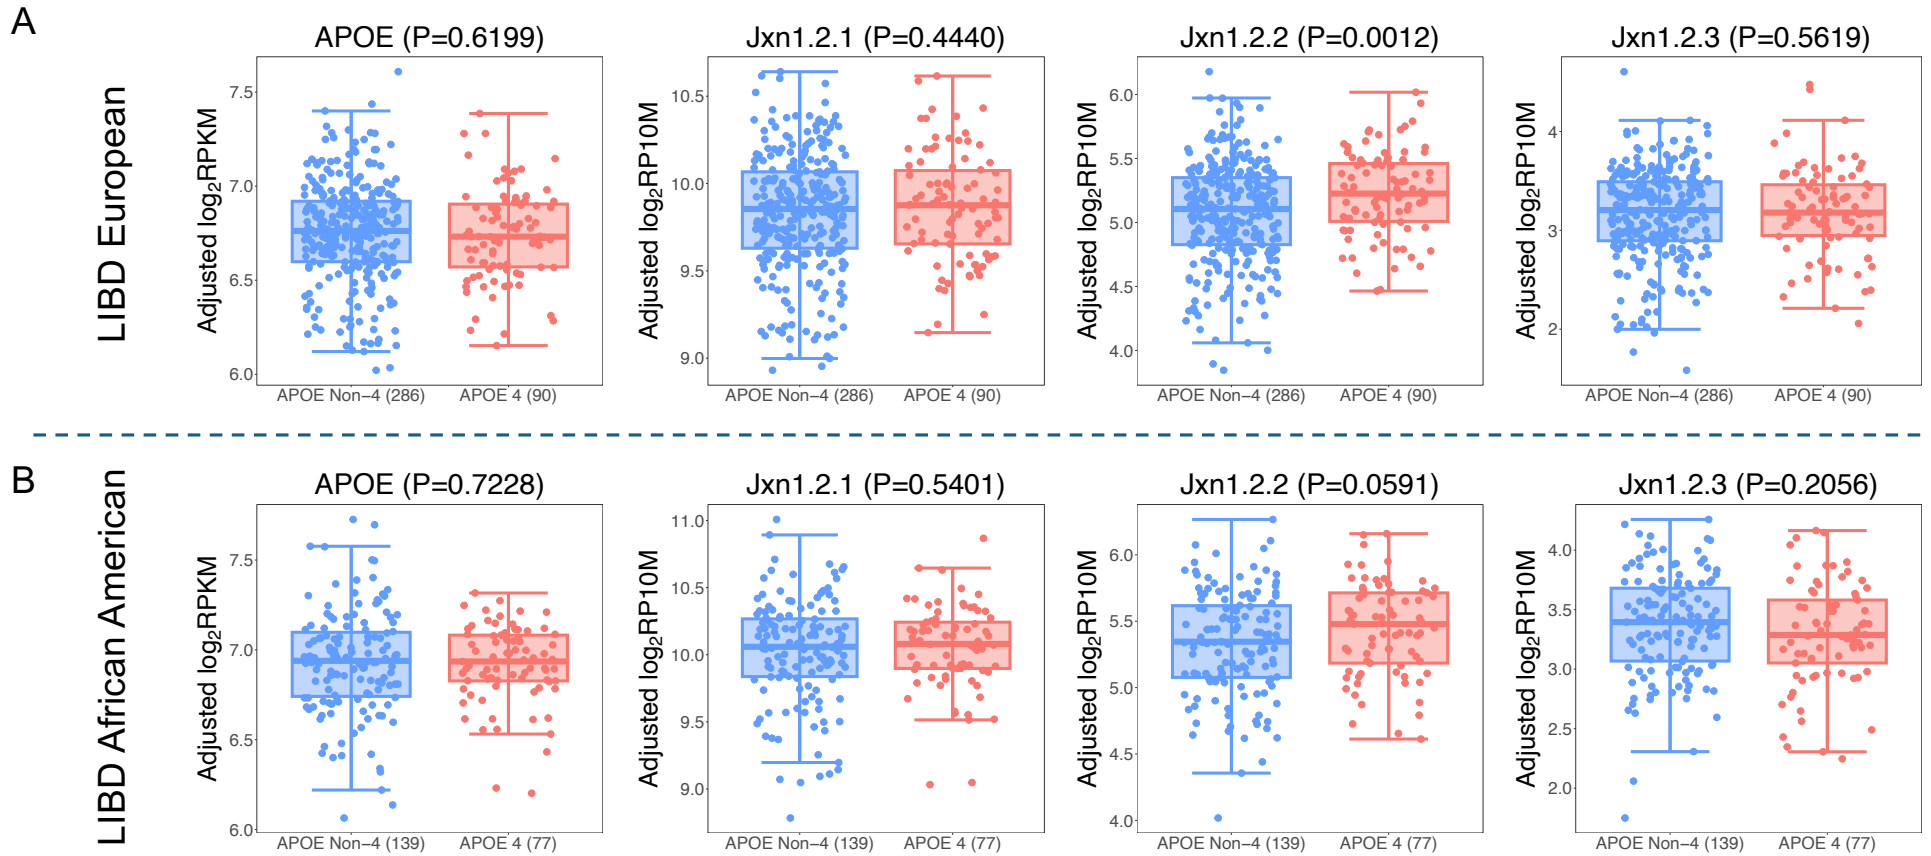 A
APOE (P=0.6199)
Jxn1.2.1 (P=0.4440)
Jxn1.2.2 (P=0.0012)
Jxn1.2.3 (P=0.5619)
LIBD European
Adjusted log₂RPKM
7.5
7.0
6.5
6.0
APOE Non−4 (286)
APOE 4 (90)
Adjusted log₂RP10M
10.5
10.0
9.5
9.0
APOE Non−4 (286)
APOE 4 (90)
Adjusted log₂RP10M
6.0
5.5
5.0
4.5
4.0
APOE Non−4 (286)
APOE 4 (90)
Adjusted log₂RP10M
4
3
2
APOE Non−4 (286)
APOE 4 (90)
B
APOE (P=0.7228)
Jxn1.2.1 (P=0.5401)
Jxn1.2.2 (P=0.0591)
Jxn1.2.3 (P=0.2056)
LIBD African American
Adjusted log₂RPKM
7.5
7.0
6.5
6.0
APOE Non−4 (139)
APOE 4 (77)
Adjusted log₂RP10M
11.0
10.5
10.0
9.5
9.0
APOE Non−4 (139)
APOE 4 (77)
Adjusted log₂RP10M
6.0
5.5
5.0
4.5
4.0
APOE Non−4 (139)
APOE 4 (77)
Adjusted log₂RP10M
4.0
3.5
3.0
2.5
2.0
APOE Non−4 (139)
APOE 4 (77)